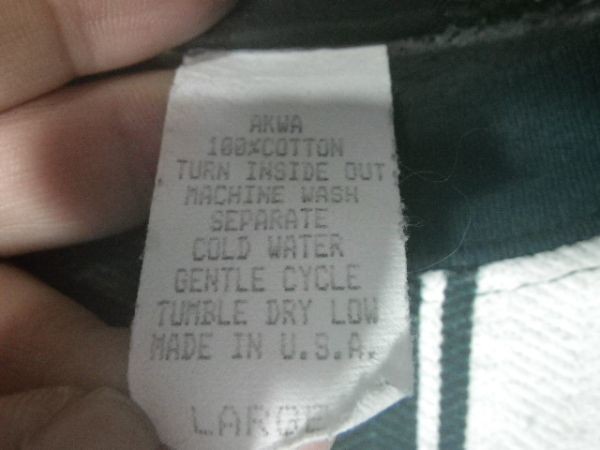 AKWA
100%COTTON
TURN INSIDE OUT
MACHINE WASH
SEPARATE
COLD WATER
GENTLE CYCLE
TUMBLE DRY LOW
MADE IN U.S.A.
LARGE